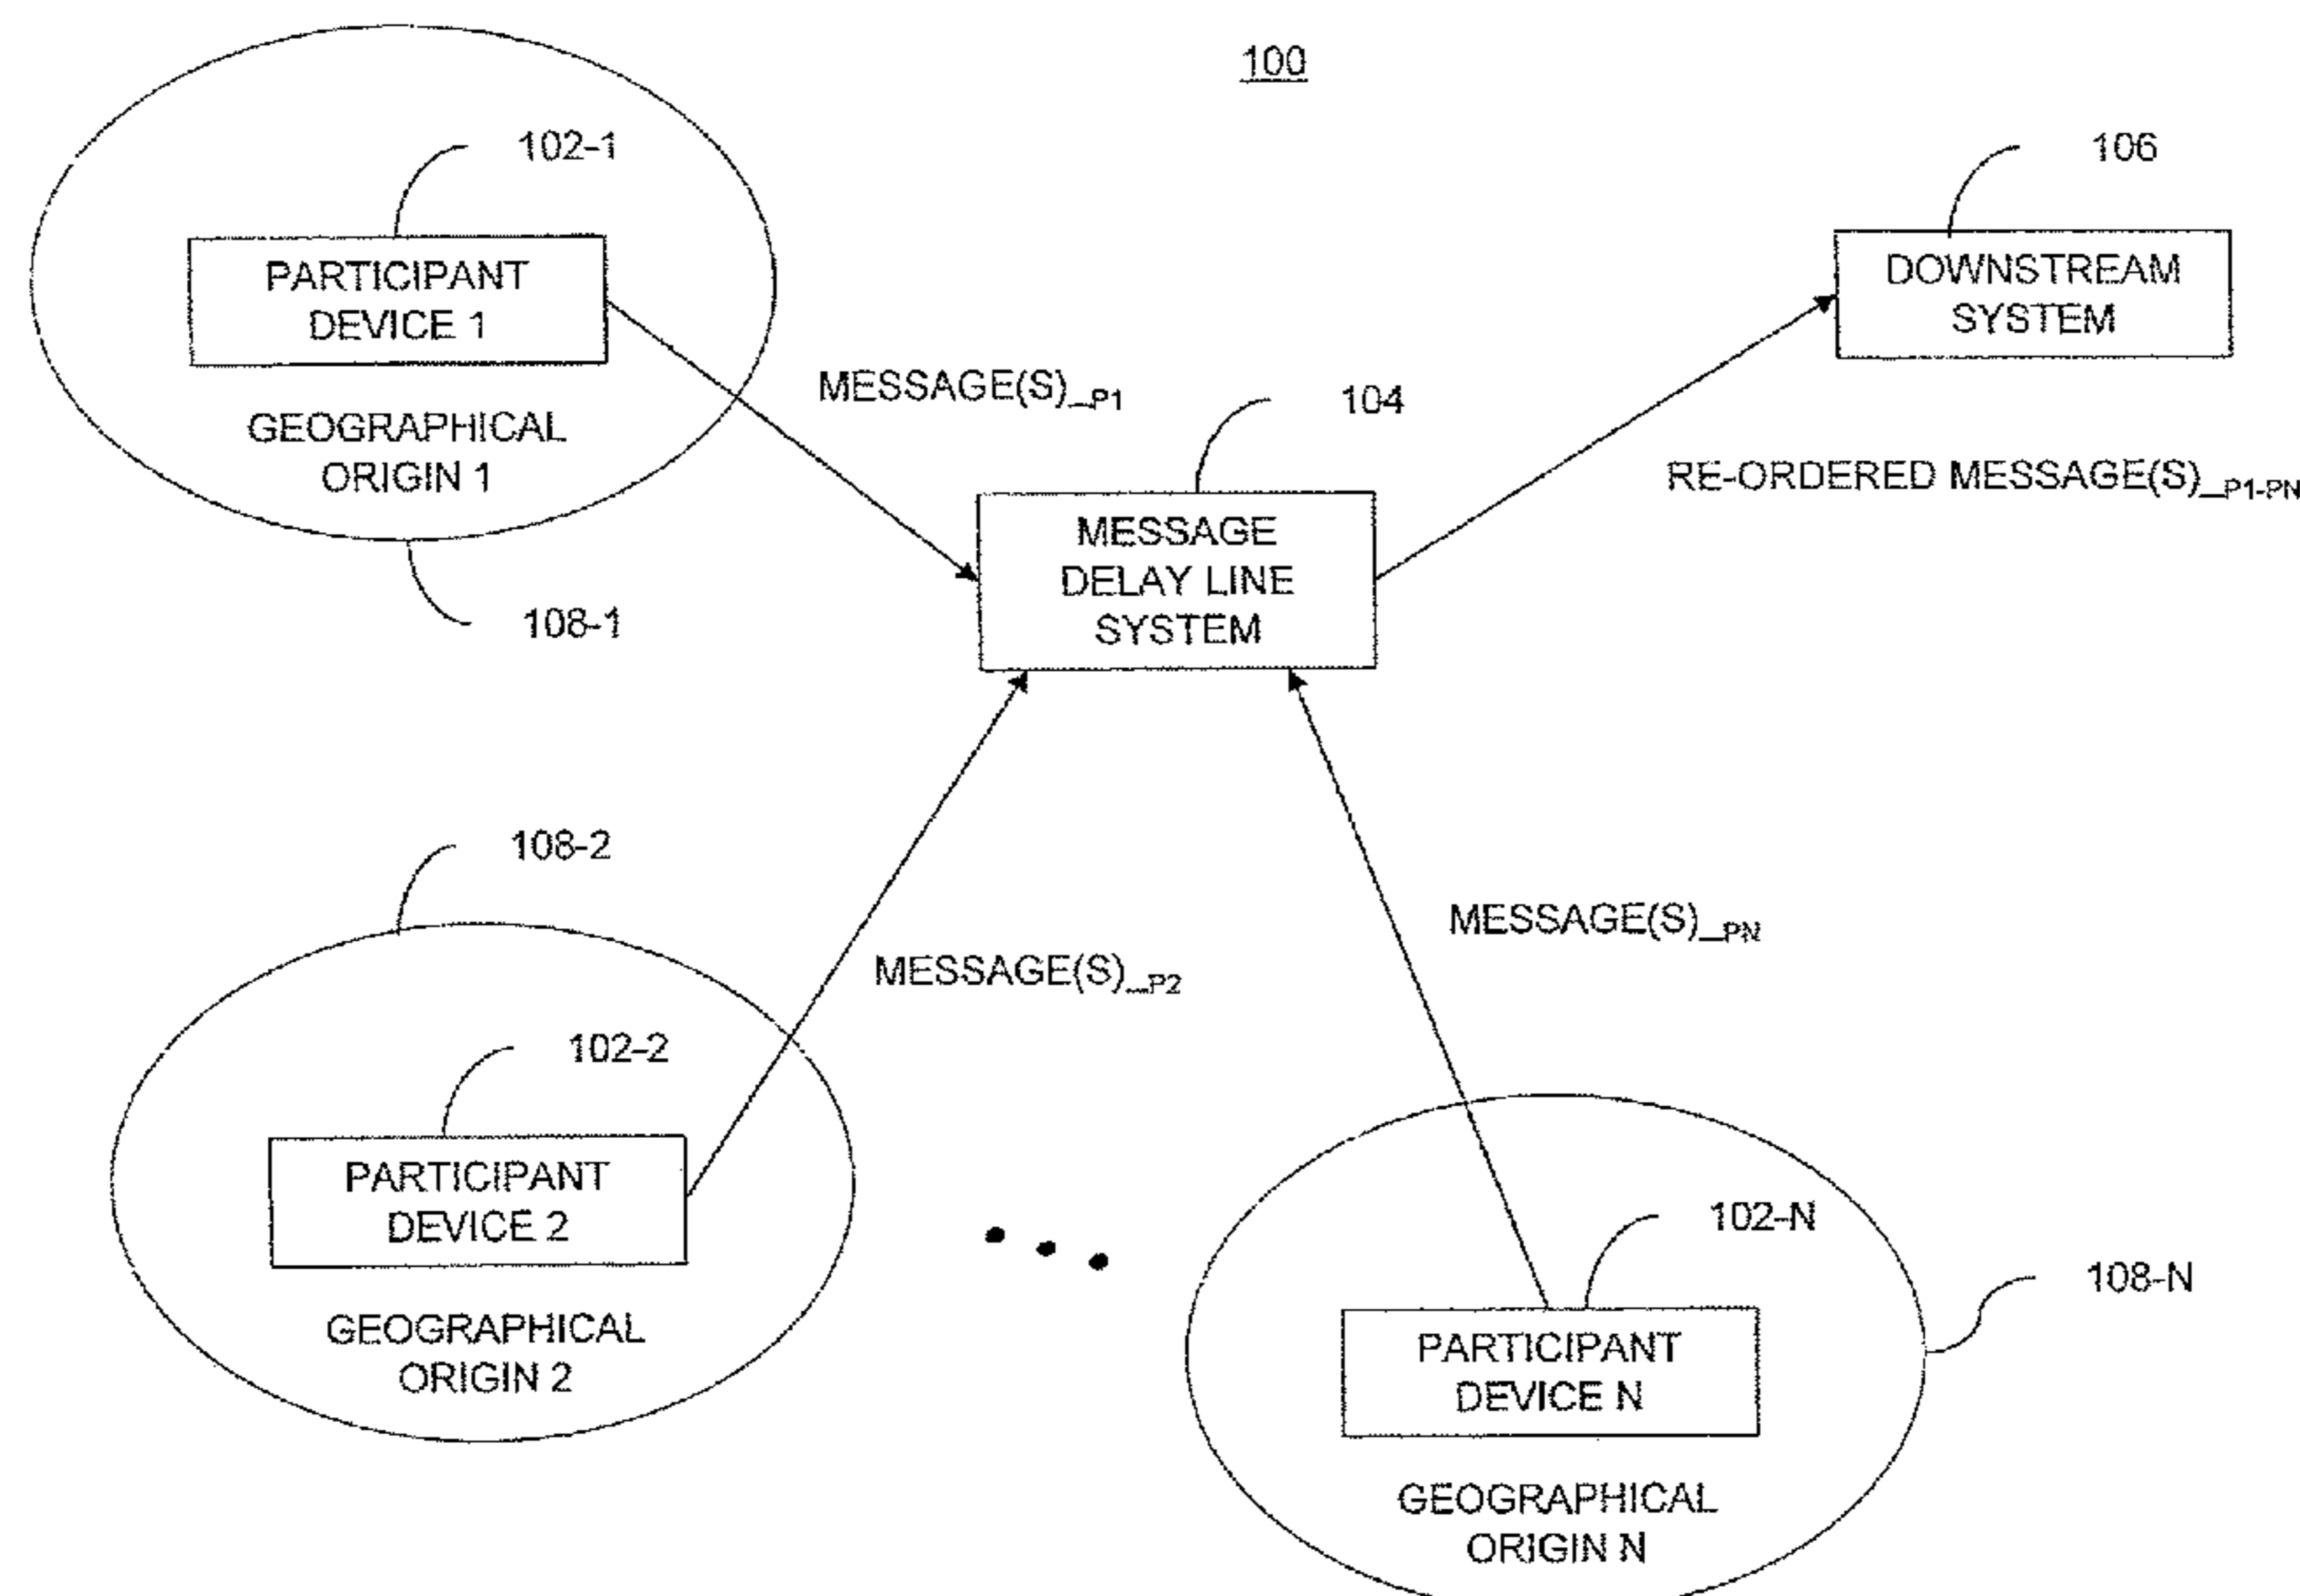 100
102-1
PARTICIPANT
DEVICE 1
GEOGRAPHICAL
ORIGIN 1
108-1
MESSAGE(S)_P1
106
DOWNSTREAM
SYSTEM
104
MESSAGE
DELAY LINE
SYSTEM
RE-ORDERED MESSAGE(S)_P1-PN
108-2
102-2
PARTICIPANT
DEVICE 2
GEOGRAPHICAL
ORIGIN 2
MESSAGE(S)_P2
MESSAGE(S)_PN
102-N
PARTICIPANT
DEVICE N
GEOGRAPHICAL
ORIGIN N
108-N